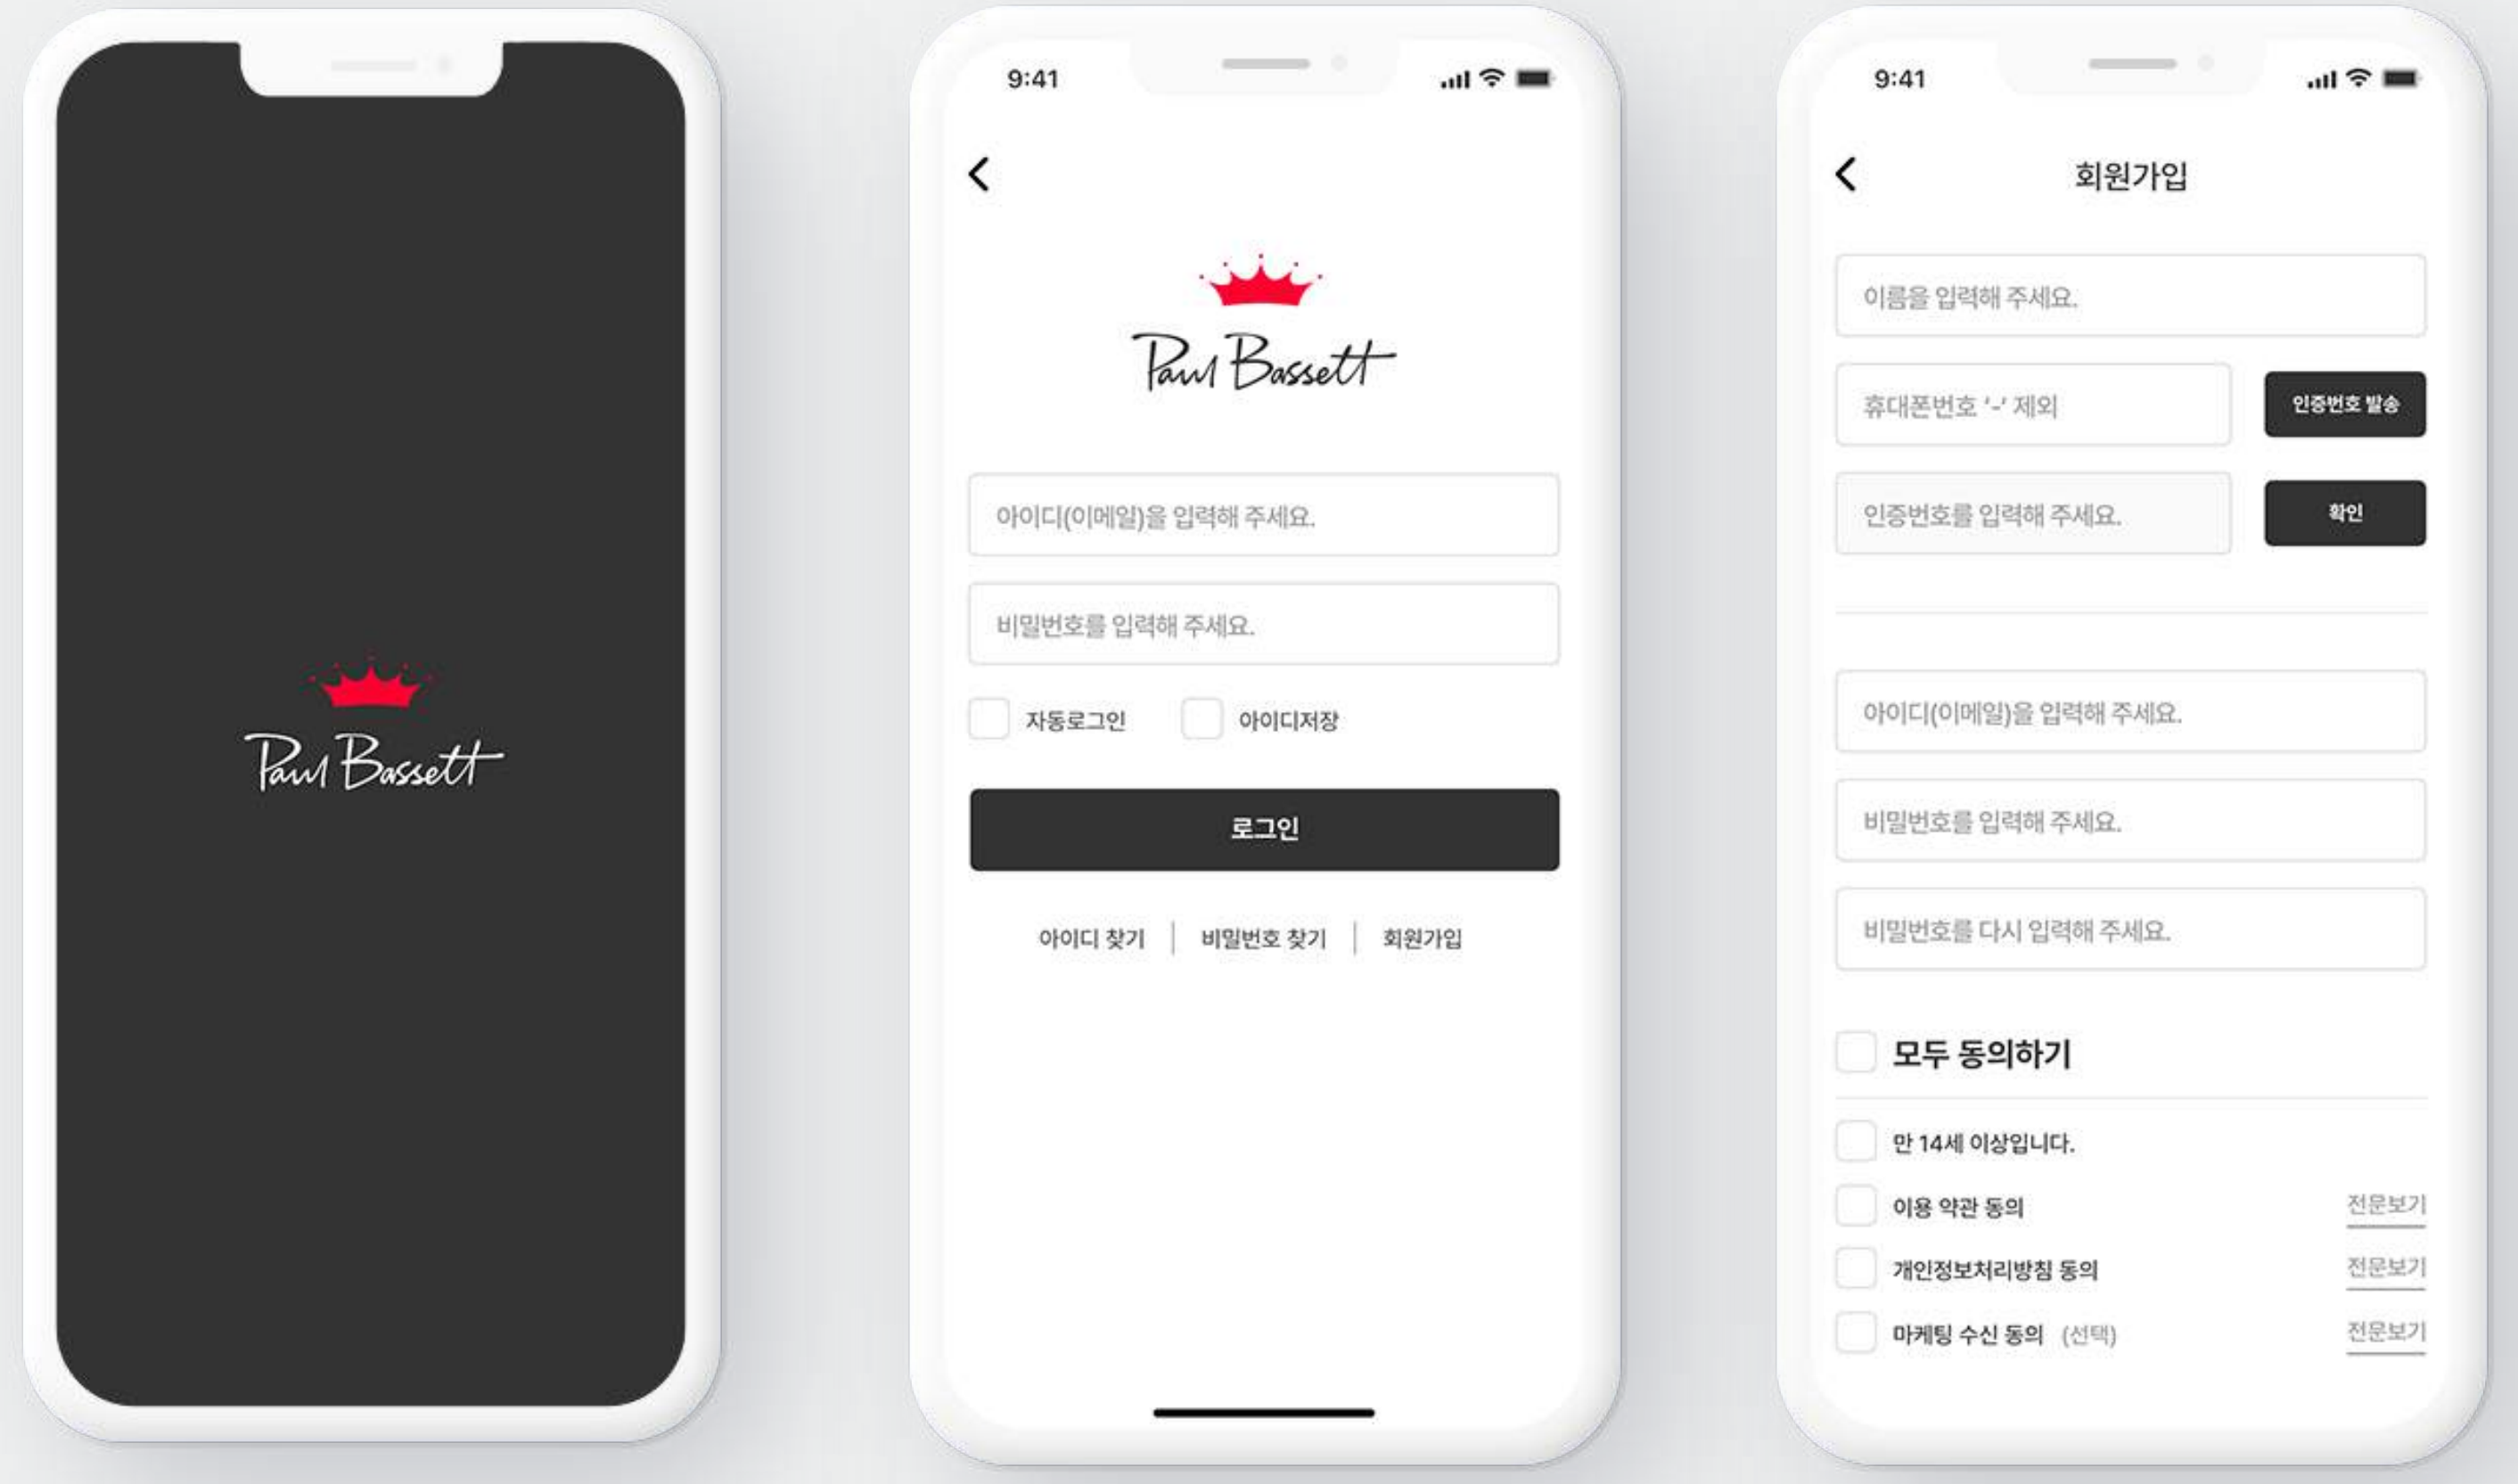 Paul Bassett
9:41
Paul Bassett
아이디(이메일)을 입력해 주세요.
비밀번호를 입력해 주세요.
자동로그인 아이디저장
로그인
아이디 찾기 | 비밀번호 찾기 | 회원가입
9:41
회원가입
이름을 입력해 주세요.
휴대폰번호 ‘-’ 제외 인증번호 발송
인증번호를 입력해 주세요. 확인
아이디(이메일)을 입력해 주세요.
비밀번호를 입력해 주세요.
비밀번호를 다시 입력해 주세요.
모두 동의하기
만 14세 이상입니다.
이용 약관 동의 전문보기
개인정보처리방침 동의 전문보기
마케팅 수신 동의 (선택) 전문보기